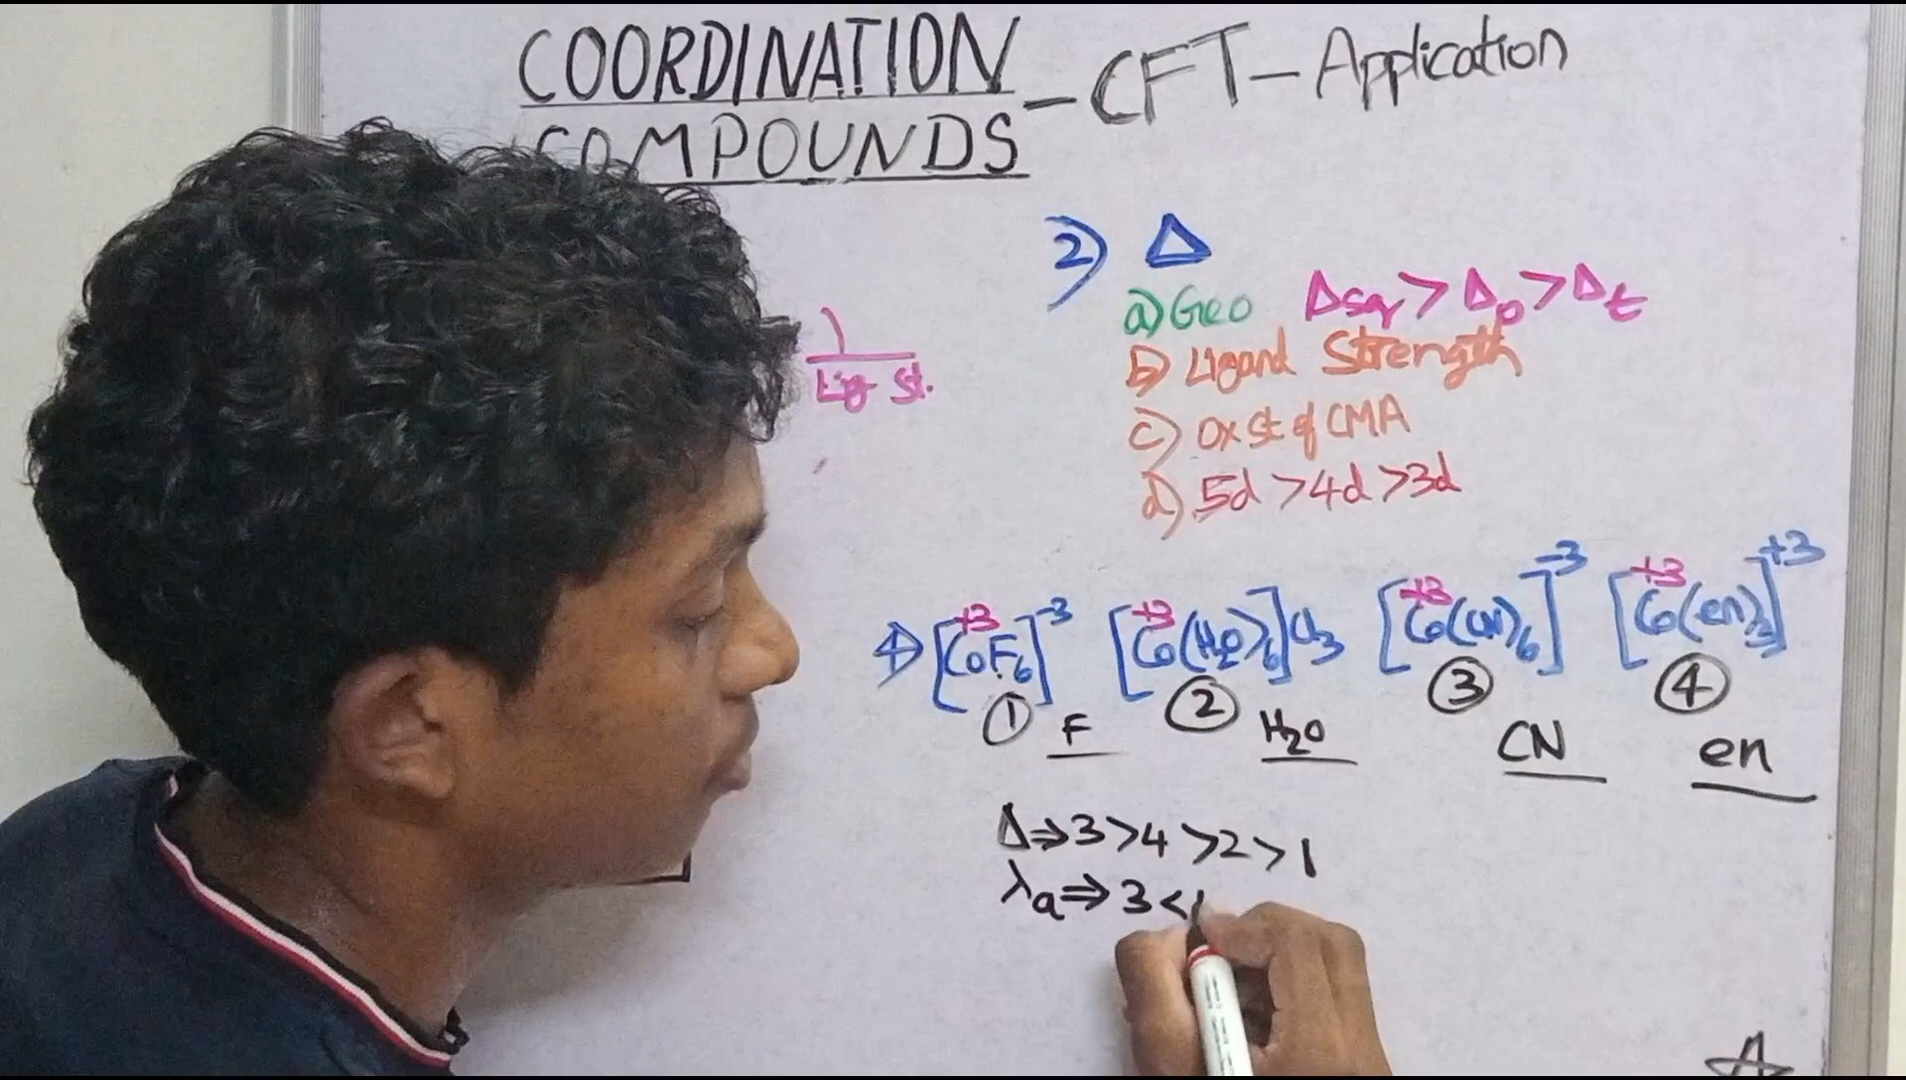 COORDINATION
COMPOUNDS - CFT - Application
2) Δ
a) Geo Δsq > Δo > Δt
b) Ligand Strength
c) Ox St of CMA
d) 5d > 4d > 3d
λ
Lig St.
+3 +3 +3 +3
4) [CoF6]-3 [Co(H2O)6]Cl3 [Co(CN)6]-3 [Co(en)3]+3
① ② ③ ④
F H2O CN en
Δ ⇒ 3 > 4 > 2 > 1
λa ⇒ 3 <